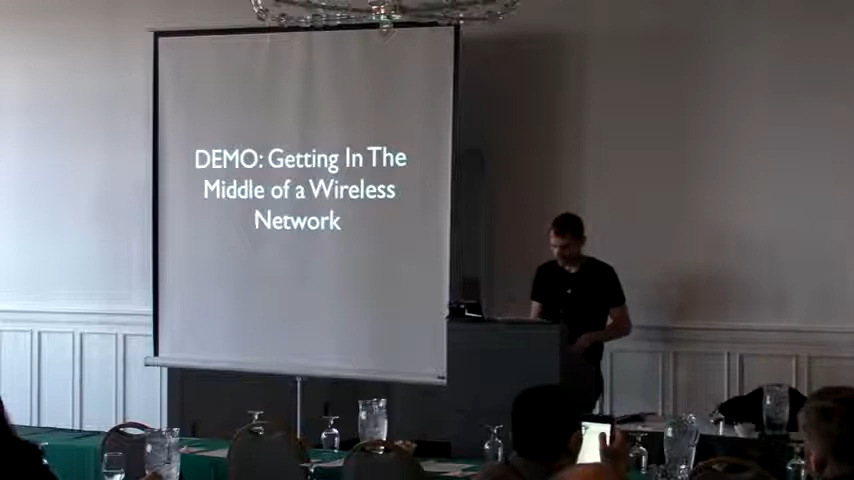 DEMO: Getting In The
Middle of a Wireless
Network